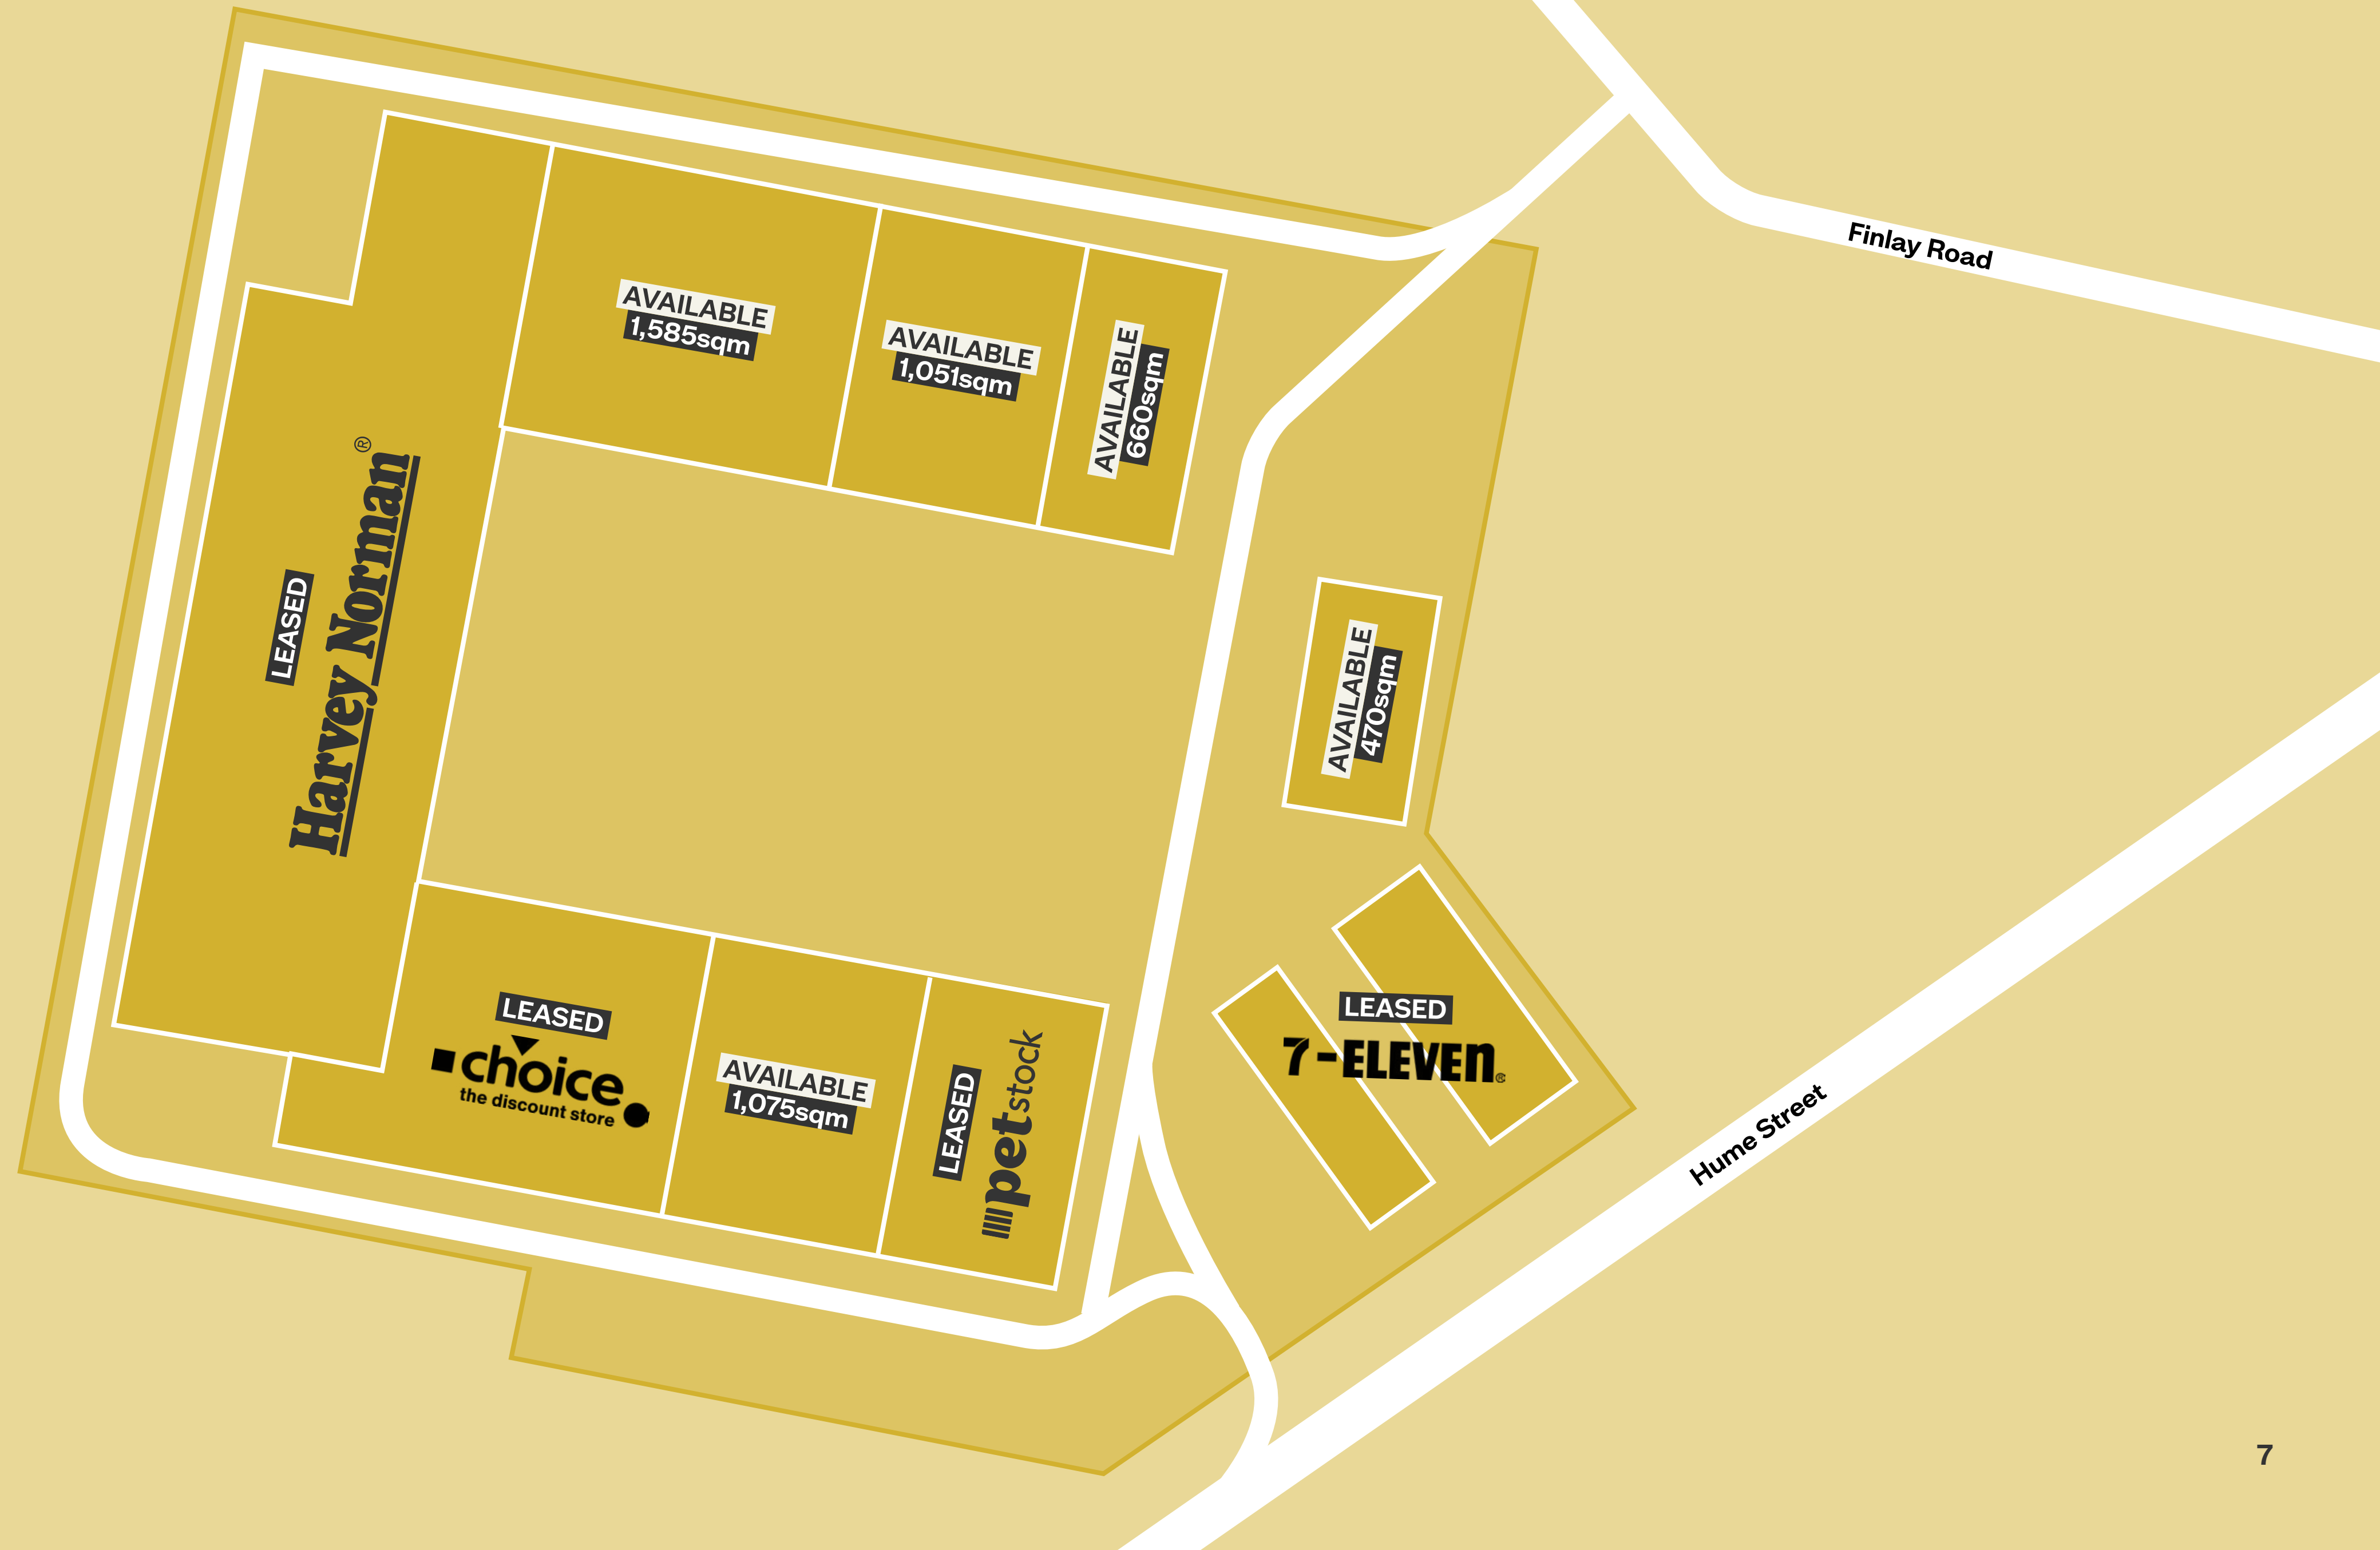 Finlay Road
AVAILABLE
1,585sqm
AVAILABLE
1,051sqm
AVAILABLE
660sqm
LEASED
Harvey Norman®
AVAILABLE
470sqm
LEASED
choice
the discount store
AVAILABLE
1,075sqm
LEASED
petstock
LEASED
7-ELEVEn®
Hume Street
7